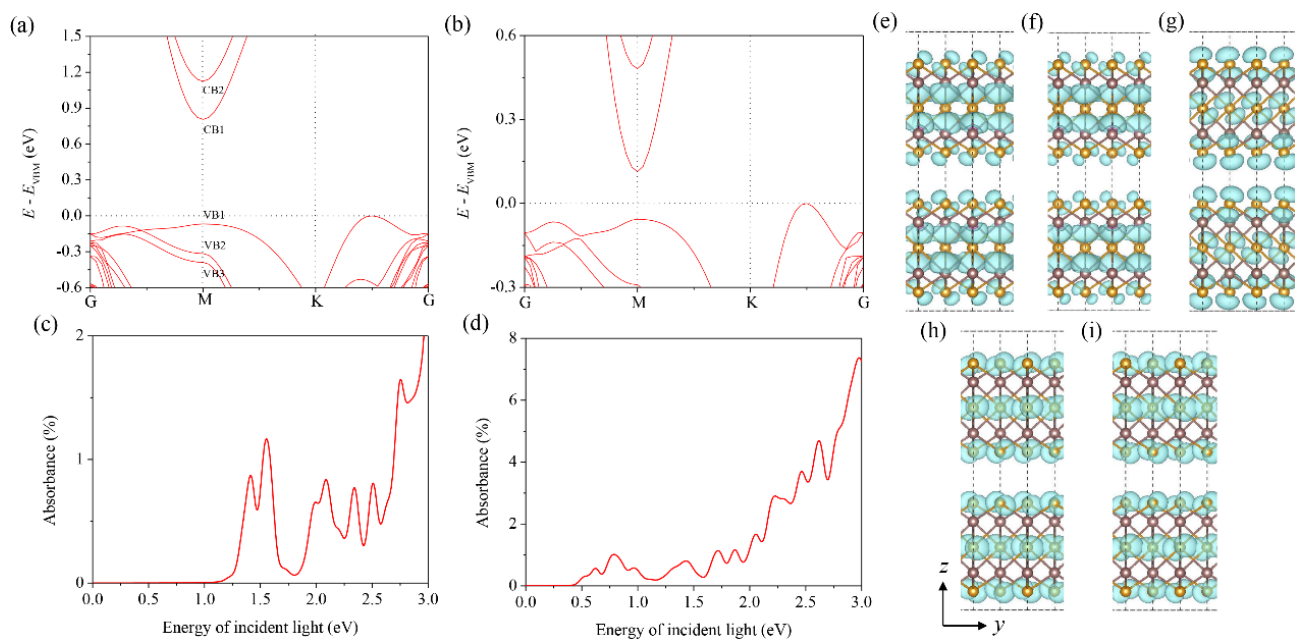 (a)
1.5
1.2
0.9
0.6
0.3
0.0
-0.3
-0.6
E - E_VBM (eV)
CB2
CB1
VB1
VB2
VB3
G
M
K
G
(b)
0.6
0.3
0.0
-0.3
E - E_VBM (eV)
G
M
K
G
(e)
(f)
(g)
(c)
2
1
0
Absorbance (%)
0.0
0.5
1.0
1.5
2.0
2.5
3.0
Energy of incident light (eV)
(d)
8
6
4
2
0
Absorbance (%)
0.0
0.5
1.0
1.5
2.0
2.5
3.0
Energy of incident light (eV)
(h)
(i)
z
y